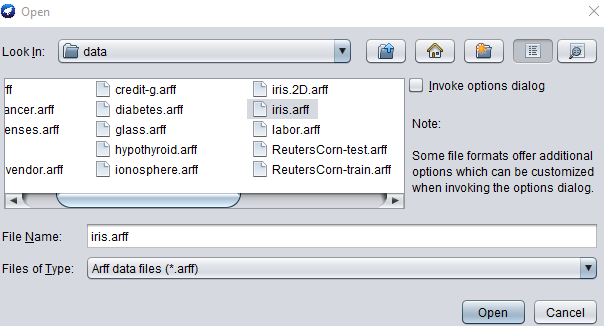 Open
Look In: data
ff credit-g.arff iris.2D.arff Invoke options dialog
ancer.arff diabetes.arff iris.arff
enses.arff glass.arff labor.arff Note:
hypothyroid.arff ReutersCorn-test.arff Some file formats offer additional
vendor.arff ionosphere.arff ReutersCorn-train.arff options which can be customized
when invoking the options dialog.
File Name: iris.arff
Files of Type: Arff data files (*.arff)
Open Cancel